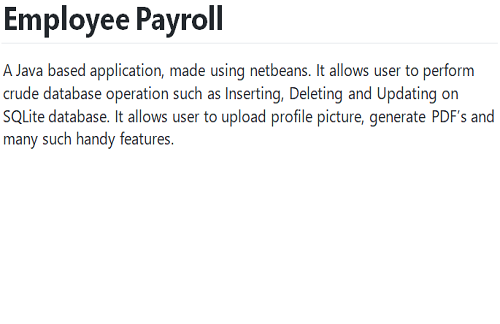 Employee Payroll
A Java based application, made using netbeans. It allows user to perform
crude database operation such as Inserting, Deleting and Updating on
SQLite database. It allows user to upload profile picture, generate PDF's and
many such handy features.